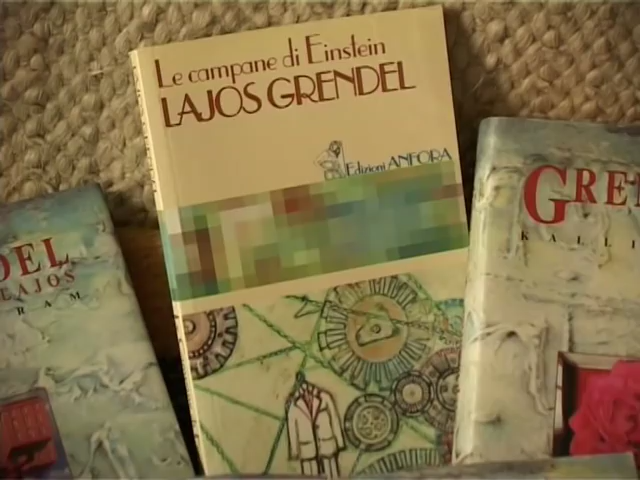 Le campane di Einstein
LAJOS GRENDEL
Edizioni ANFORA
DEL
LAJOS
RAM
GRE
KALLI